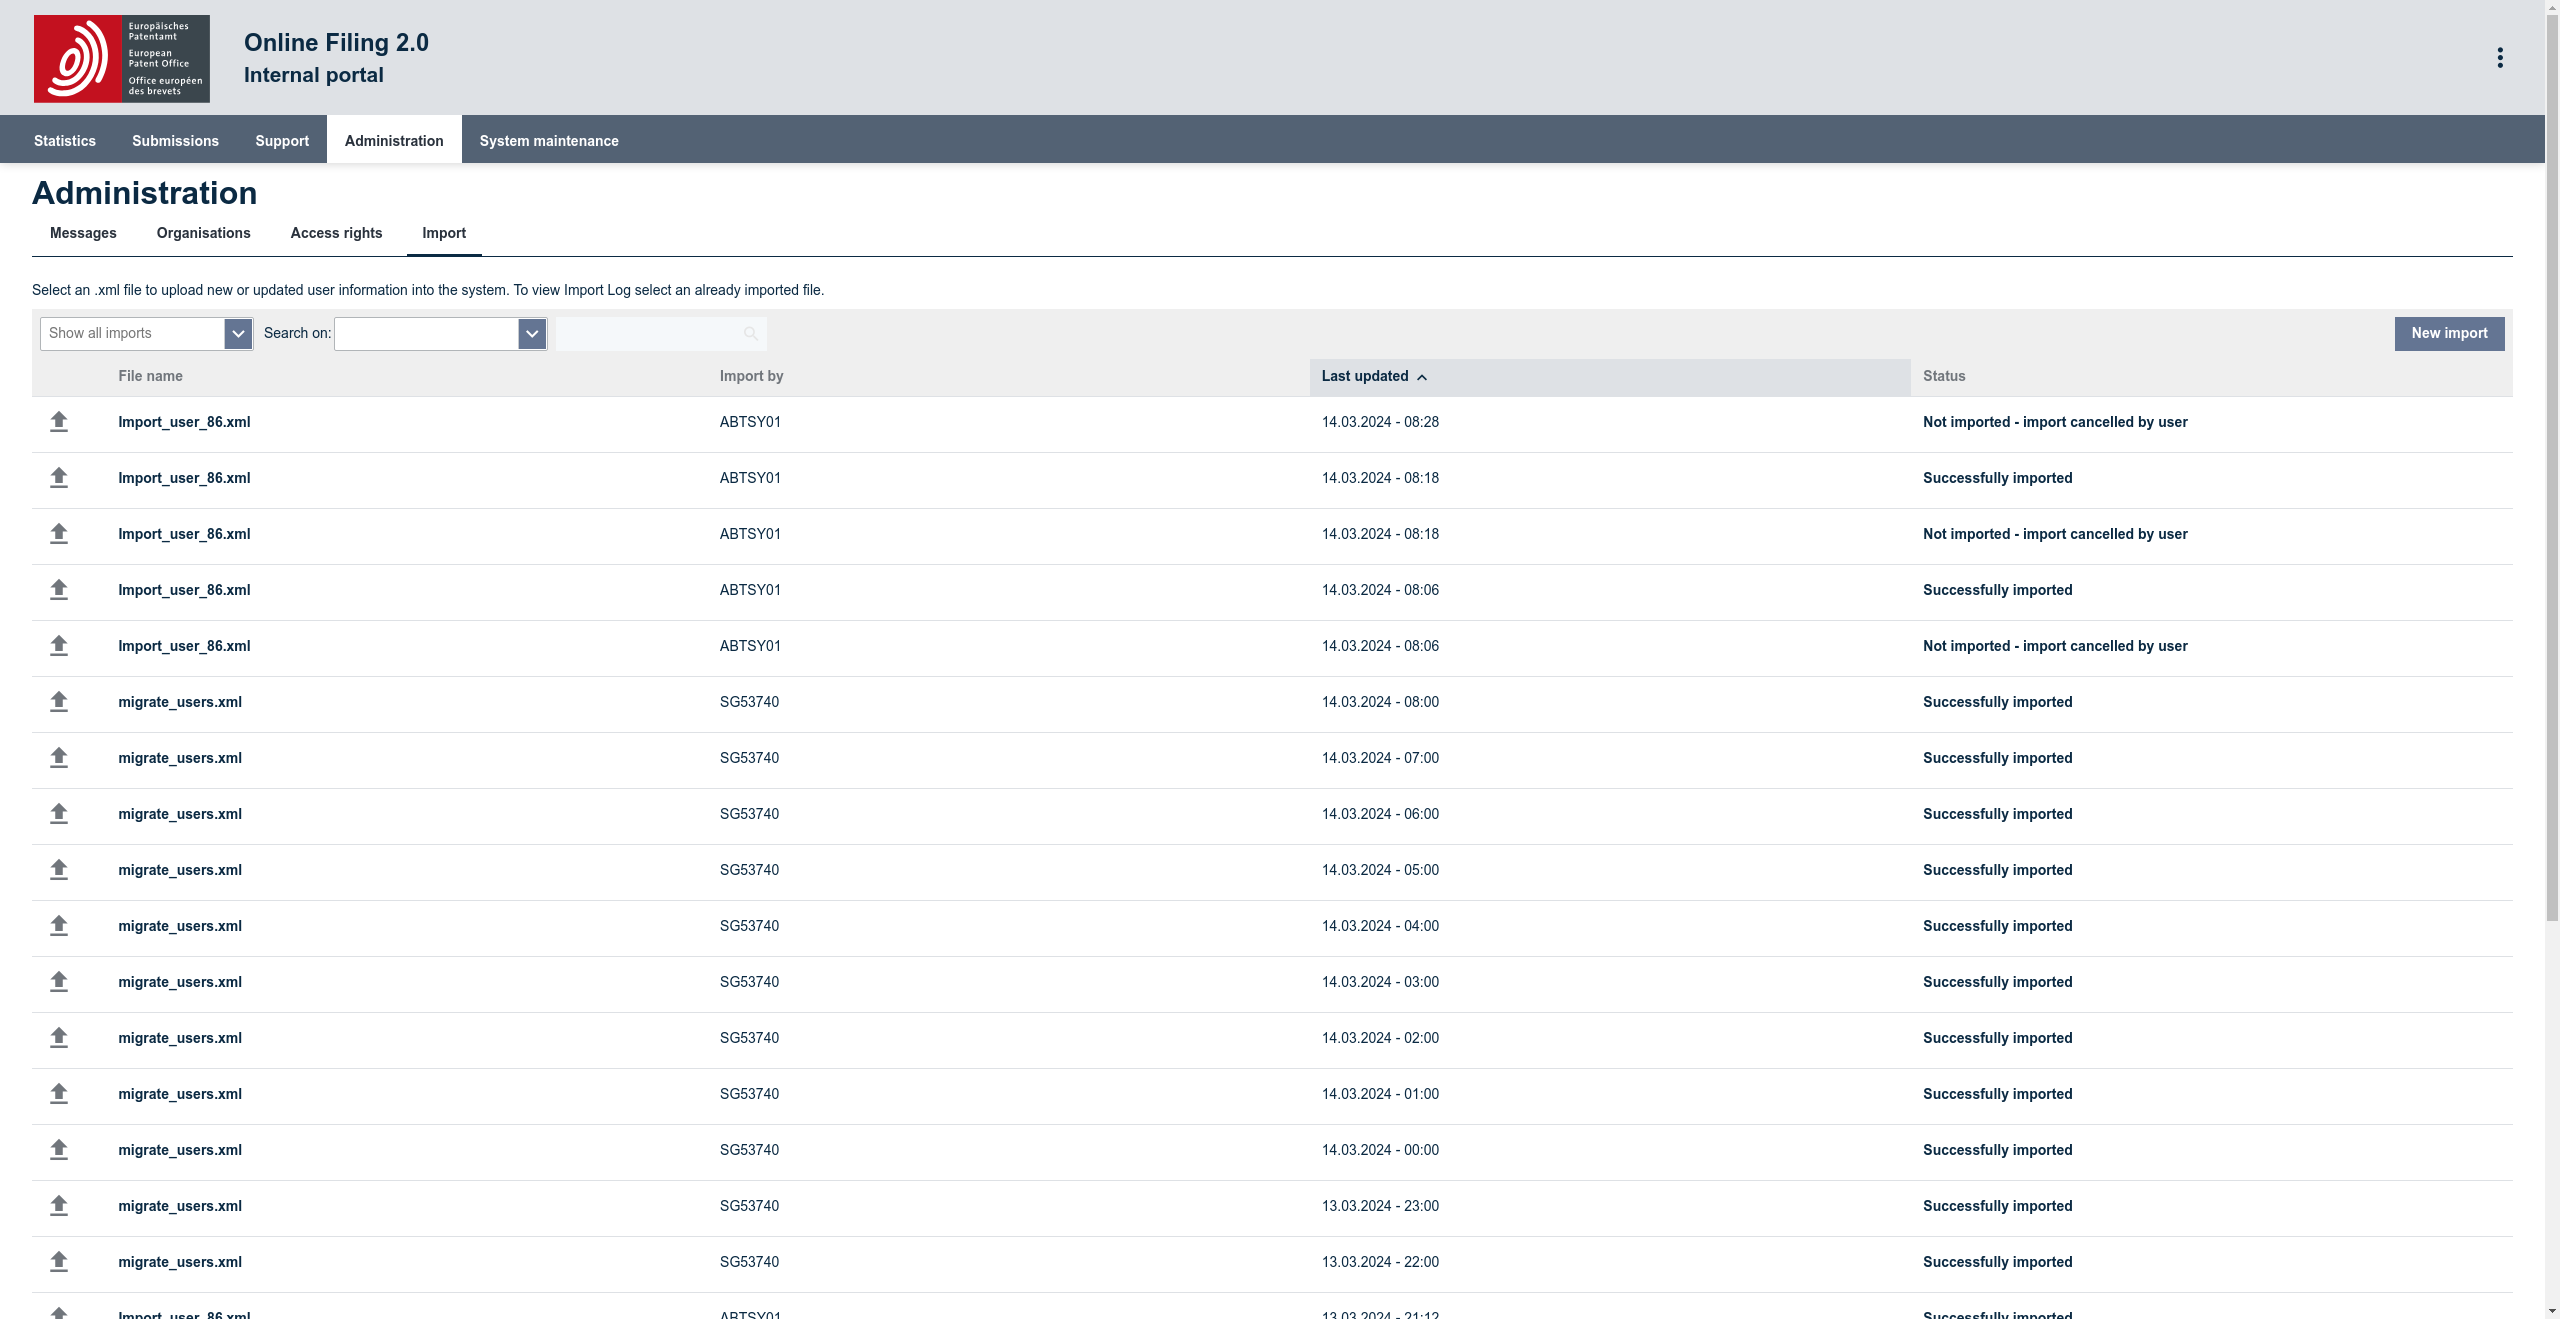 Europäisches
Patentamt
European
Patent Office
Office européen
des brevets
Online Filing 2.0
Internal portal
Statistics Submissions Support Administration System maintenance
Administration
Messages Organisations Access rights Import
Select an .xml file to upload new or updated user information into the system. To view Import Log select an already imported file.
Show all imports Search on: New import
File name Import by Last updated Status
Import_user_86.xml ABTSY01 14.03.2024 - 08:28 Not imported - import cancelled by user
Import_user_86.xml ABTSY01 14.03.2024 - 08:18 Successfully imported
Import_user_86.xml ABTSY01 14.03.2024 - 08:18 Not imported - import cancelled by user
Import_user_86.xml ABTSY01 14.03.2024 - 08:06 Successfully imported
Import_user_86.xml ABTSY01 14.03.2024 - 08:06 Not imported - import cancelled by user
migrate_users.xml SG53740 14.03.2024 - 08:00 Successfully imported
migrate_users.xml SG53740 14.03.2024 - 07:00 Successfully imported
migrate_users.xml SG53740 14.03.2024 - 06:00 Successfully imported
migrate_users.xml SG53740 14.03.2024 - 05:00 Successfully imported
migrate_users.xml SG53740 14.03.2024 - 04:00 Successfully imported
migrate_users.xml SG53740 14.03.2024 - 03:00 Successfully imported
migrate_users.xml SG53740 14.03.2024 - 02:00 Successfully imported
migrate_users.xml SG53740 14.03.2024 - 01:00 Successfully imported
migrate_users.xml SG53740 14.03.2024 - 00:00 Successfully imported
migrate_users.xml SG53740 13.03.2024 - 23:00 Successfully imported
migrate_users.xml SG53740 13.03.2024 - 22:00 Successfully imported
Import_user_86.xml ABTSY01 13.03.2024 - 21:12 Successfully imported